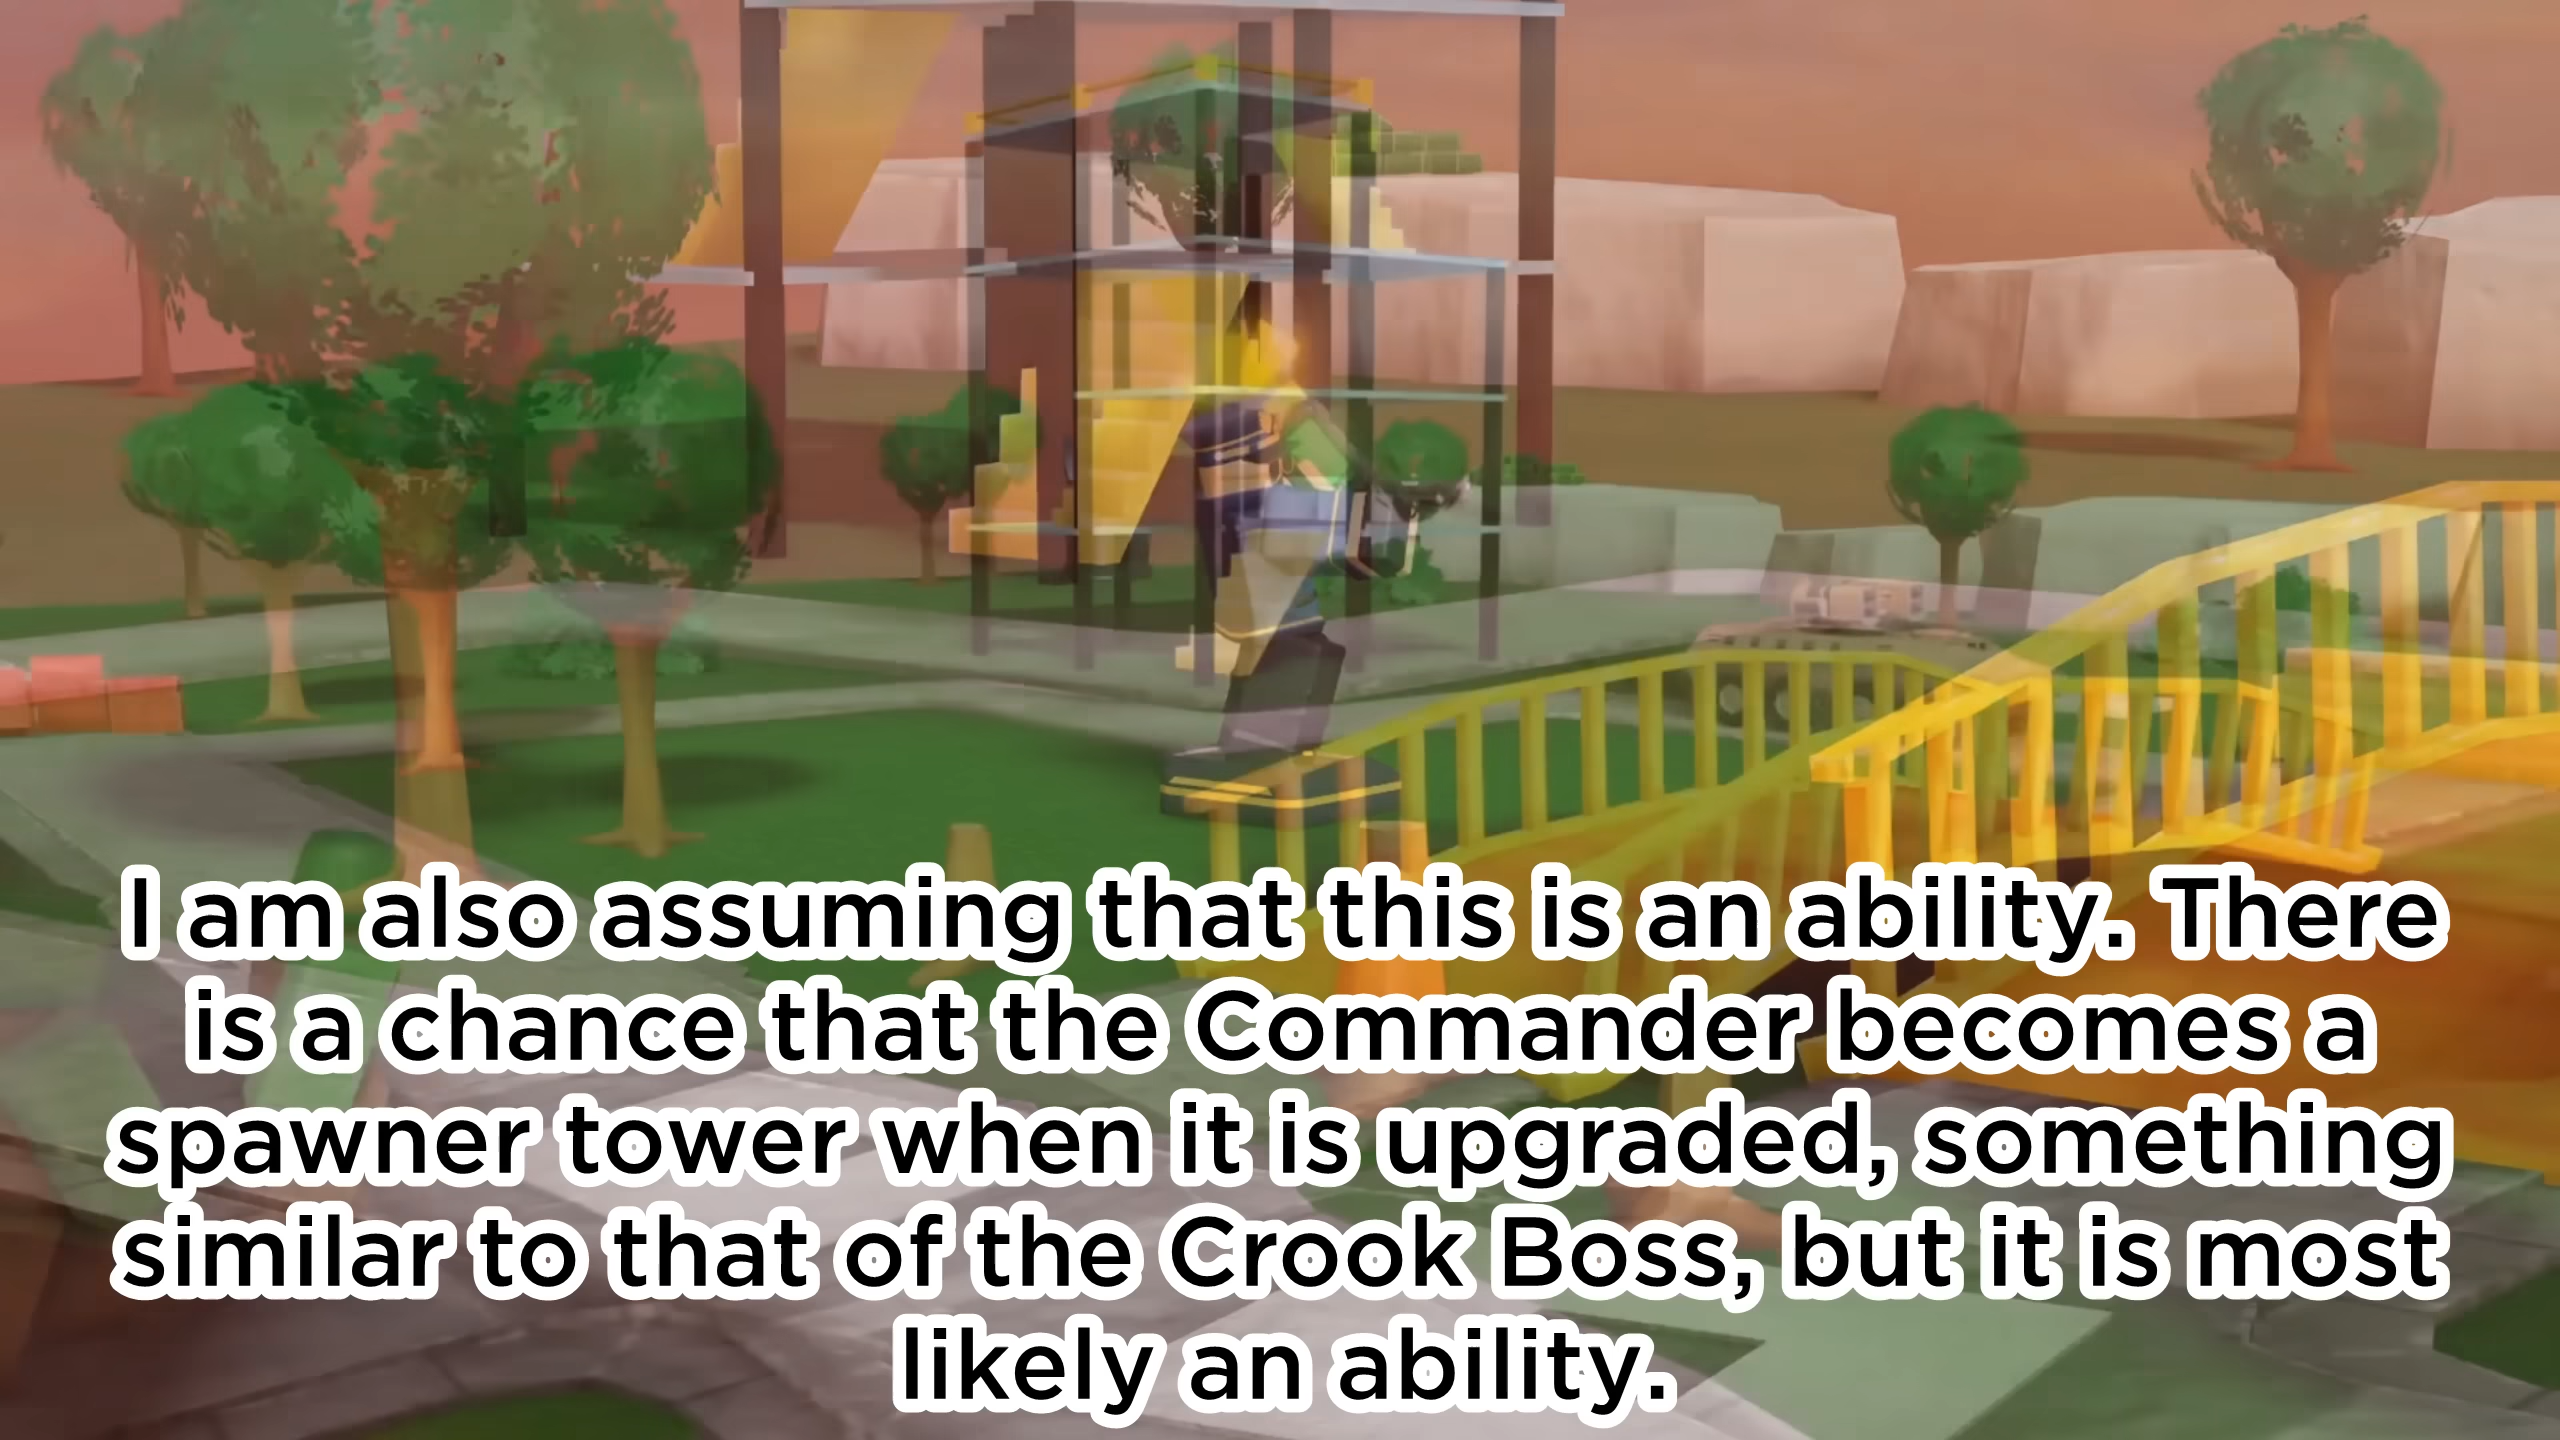 I am also assuming that this is an ability. There
is a chance that the Commander becomes a
spawner tower when it is upgraded, something
similar to that of the Crook Boss, but it is most
likely an ability.